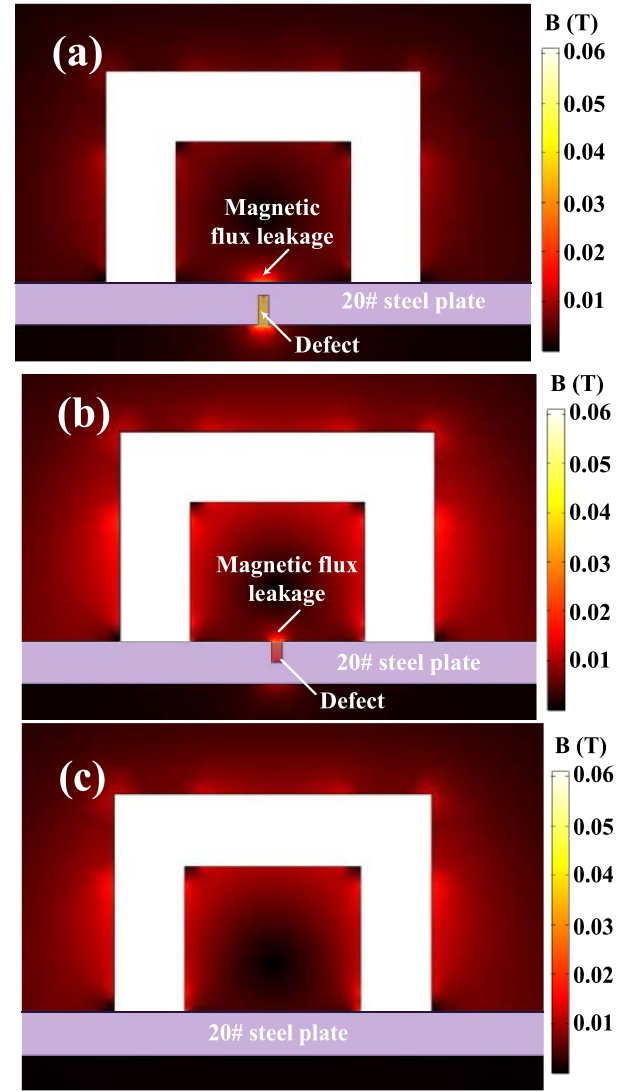 (a)
B (T)
0.06
0.05
0.04
0.03
0.02
0.01
Magnetic
flux leakage
20# steel plate
Defect
(b)
B (T)
0.06
0.05
0.04
0.03
0.02
0.01
Magnetic flux
leakage
20# steel plate
Defect
(c)
B (T)
0.06
0.05
0.04
0.03
0.02
0.01
20# steel plate